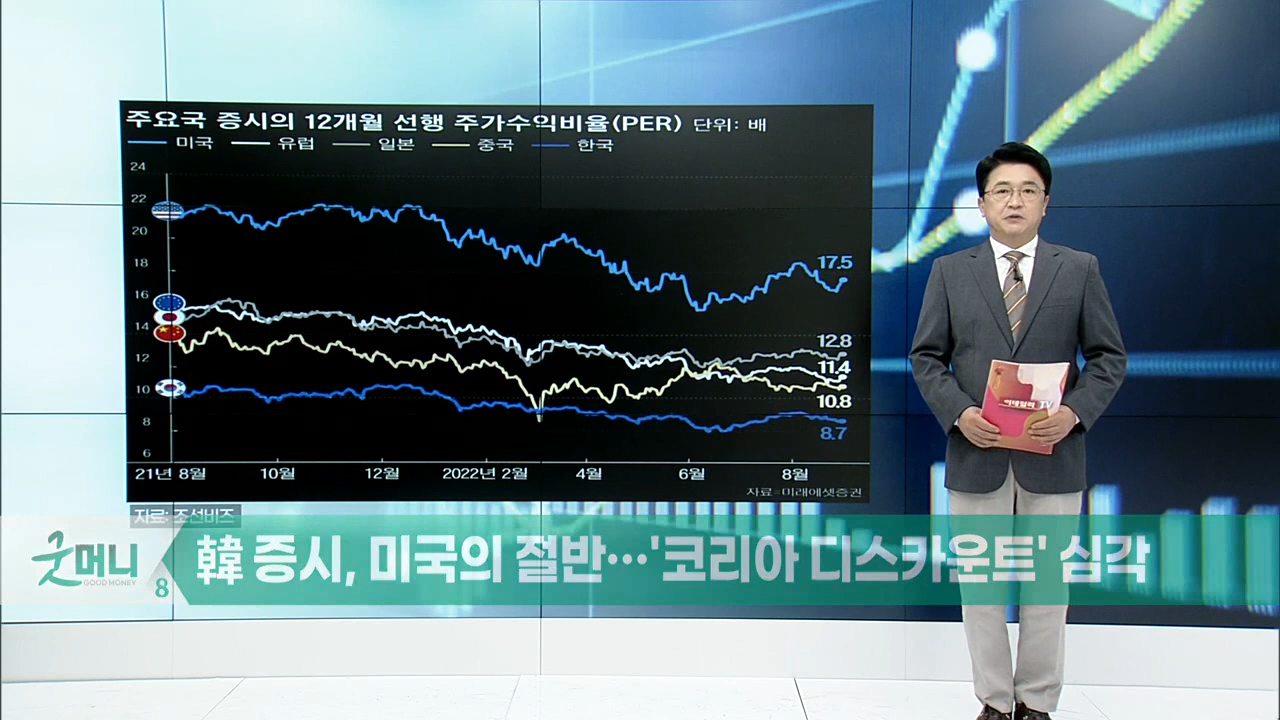 주요국 증시의 12개월 선행 주가수익비율(PER) 단위: 배
미국 유럽 일본 중국 한국
24
22
20
18
16
14
12
10
8
6
17.5
12.8
11.4
10.8
8.7
21년 8월 10월 12월 2022년 2월 4월 6월 8월
자료=미래에셋증권
자료: 조선비즈
굿머니
GOOD MONEY
8
韓 증시, 미국의 절반…'코리아 디스카운트' 심각
이데일리 TV